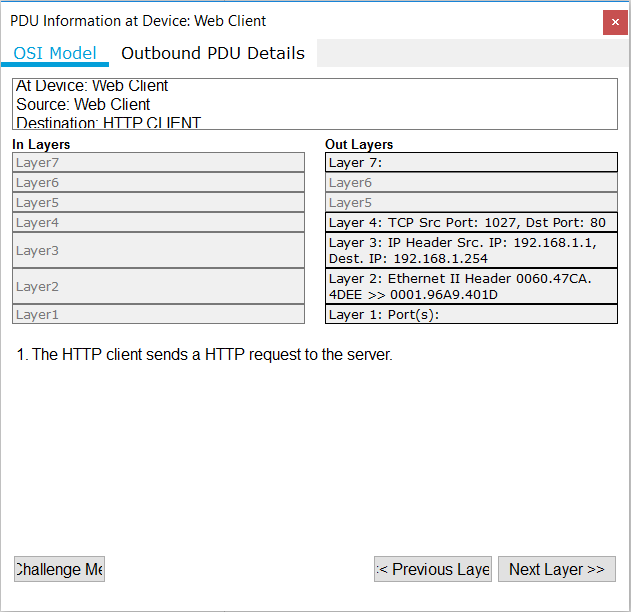 PDU Information at Device: Web Client
OSI Model Outbound PDU Details
At Device: Web Client
Source: Web Client
Destination: HTTP CLIENT
In Layers
Layer7
Layer6
Layer5
Layer4
Layer3
Layer2
Layer1
Out Layers
Layer 7:
Layer6
Layer5
Layer 4: TCP Src Port: 1027, Dst Port: 80
Layer 3: IP Header Src. IP: 192.168.1.1,
Dest. IP: 192.168.1.254
Layer 2: Ethernet II Header 0060.47CA.
4DEE >> 0001.96A9.401D
Layer 1: Port(s):
1. The HTTP client sends a HTTP request to the server.
Challenge Me
<< Previous Laye
Next Layer >>